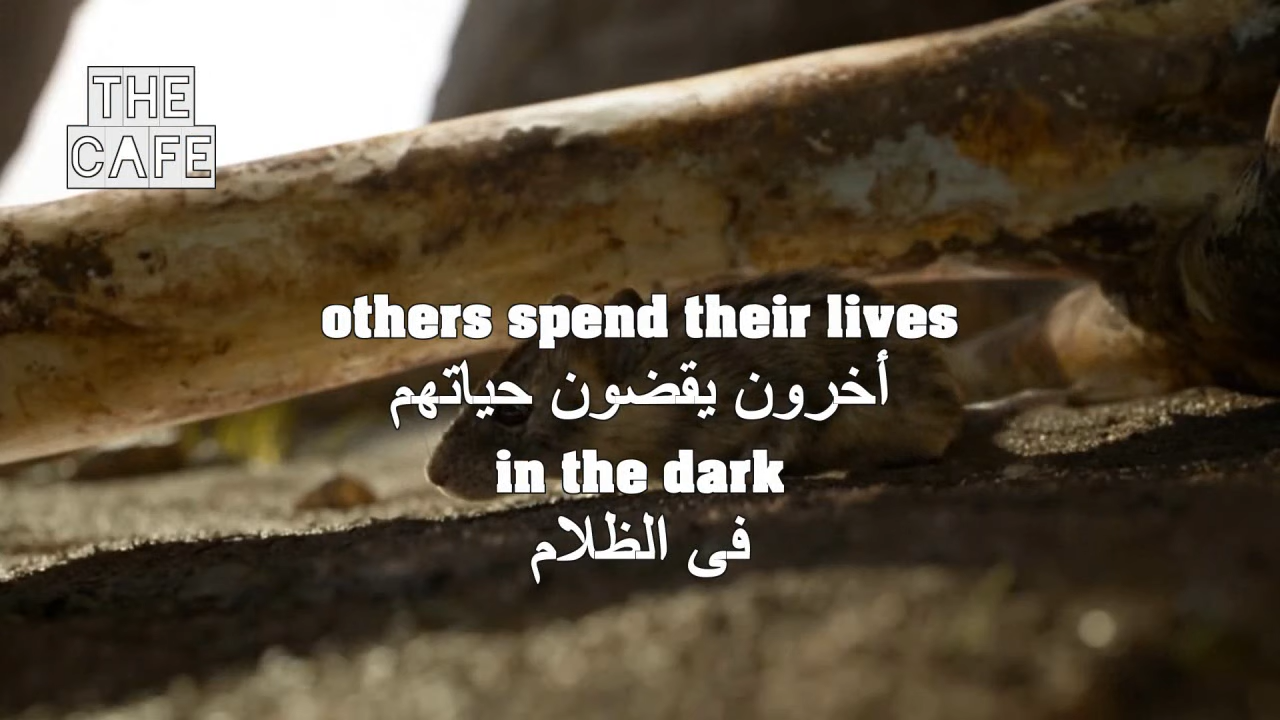 THE
CAFE
others spend their lives
أخرون يقضون حياتهم
in the dark
فى الظلام